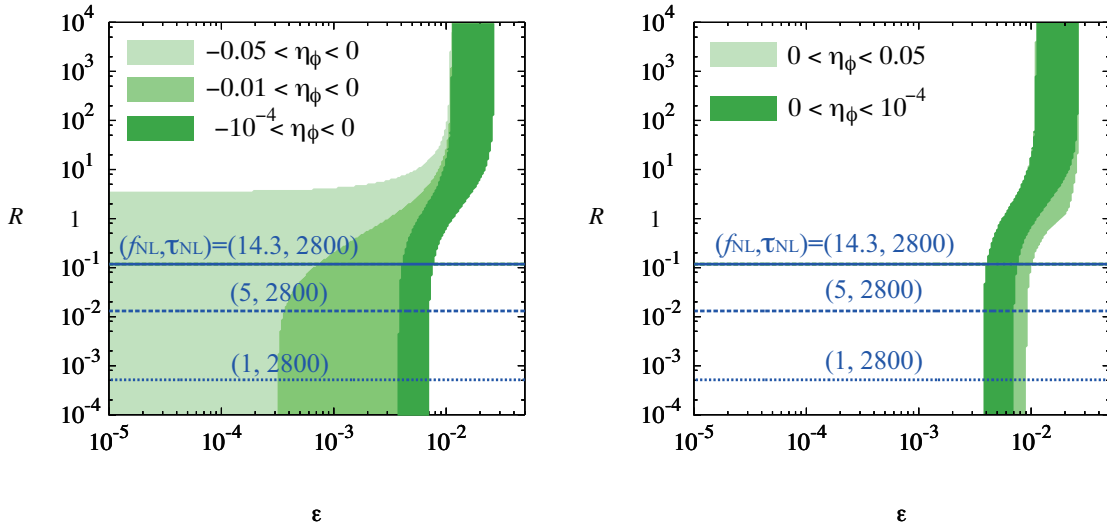 10^4
10^3
10^2
10^1
1
10^-1
10^-2
10^-3
10^-4
R
−0.05 < η_ϕ < 0
−0.01 < η_ϕ < 0
−10^−4 < η_ϕ < 0
(f_NL,τ_NL)=(14.3, 2800)
(5, 2800)
(1, 2800)
10^-5
10^-4
10^-3
10^-2
ε
10^4
10^3
10^2
10^1
1
10^-1
10^-2
10^-3
10^-4
R
0 < η_ϕ < 0.05
0 < η_ϕ < 10^−4
(f_NL,τ_NL)=(14.3, 2800)
(5, 2800)
(1, 2800)
10^-5
10^-4
10^-3
10^-2
ε